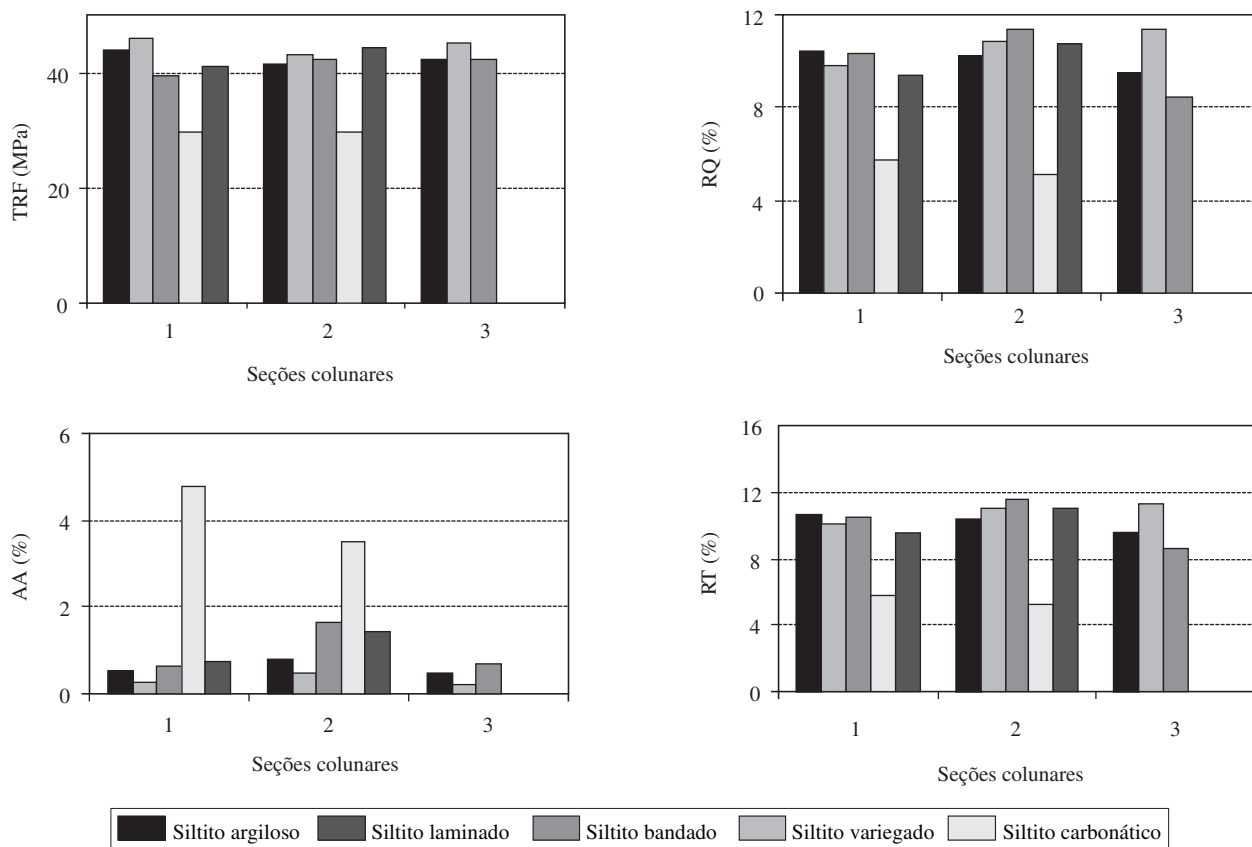 TRF (MPa)
40
20
0
1 2 3
Seções colunares
RQ (%)
12
8
4
0
1 2 3
Seções colunares
AA (%)
6
4
2
0
1 2 3
Seções colunares
RT (%)
16
12
8
4
0
1 2 3
Seções colunares
Siltito argiloso Siltito laminado Siltito bandado Siltito variegado Siltito carbonático